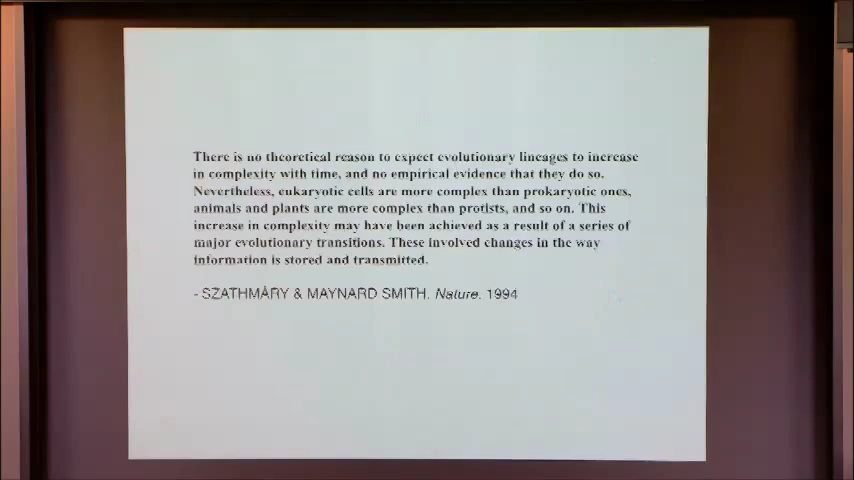 There is no theoretical reason to expect evolutionary lineages to increase
in complexity with time, and no empirical evidence that they do so.
Nevertheless, eukaryotic cells are more complex than prokaryotic ones,
animals and plants are more complex than protists, and so on. This
increase in complexity may have been achieved as a result of a series of
major evolutionary transitions. These involved changes in the way
information is stored and transmitted.
- SZATHMÁRY & MAYNARD SMITH. Nature. 1994